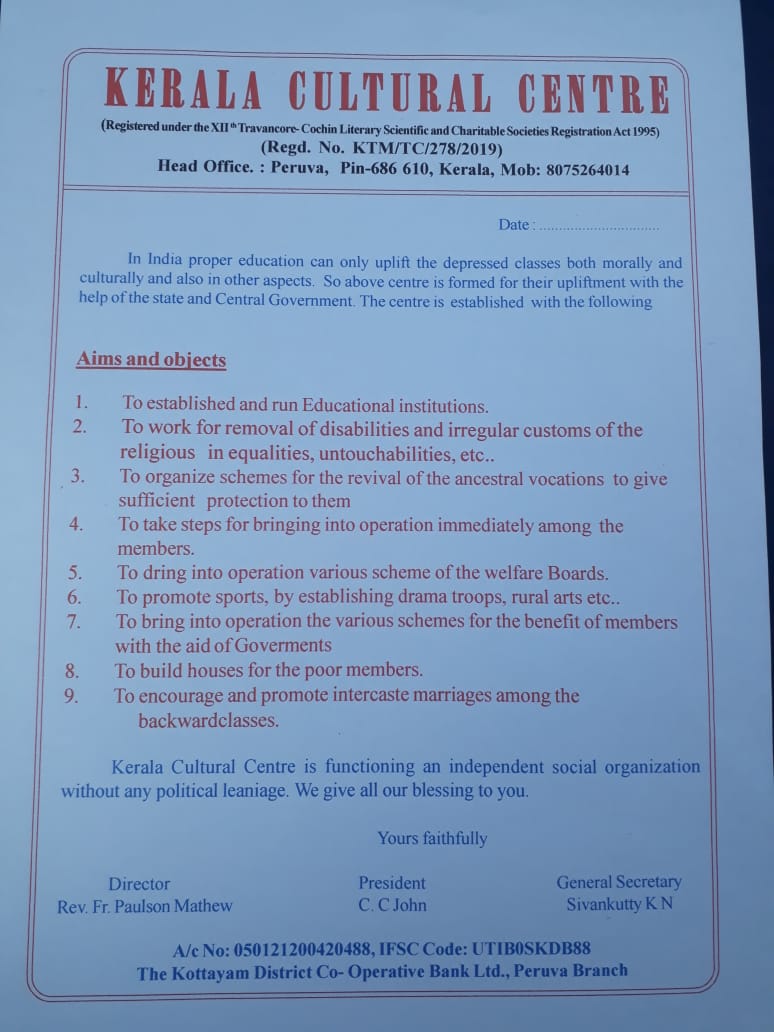 KERALA CULTURAL CENTRE
(Registered under the XIIth Travancore- Cochin Literary Scientific and Charitable Societies Registration Act 1995)
(Regd. No. KTM/TC/278/2019)
Head Office. : Peruva, Pin-686 610, Kerala, Mob: 8075264014
Date : ..............................
In India proper education can only uplift the depressed classes both morally and
culturally and also in other aspects. So above centre is formed for their upliftment with the
help of the state and Central Government. The centre is established with the following
Aims and objects
1. To established and run Educational institutions.
2. To work for removal of disabilities and irregular customs of the
religious in equalities, untouchabilities, etc..
3. To organize schemes for the revival of the ancestral vocations to give
sufficient protection to them
4. To take steps for bringing into operation immediately among the
members.
5. To dring into operation various scheme of the welfare Boards.
6. To promote sports, by establishing drama troops, rural arts etc..
7. To bring into operation the various schemes for the benefit of members
with the aid of Goverments
8. To build houses for the poor members.
9. To encourage and promote intercaste marriages among the
backwardclasses.
Kerala Cultural Centre is functioning an independent social organization
without any political leaniage. We give all our blessing to you.
Yours faithfully
Director President General Secretary
Rev. Fr. Paulson Mathew C. C John Sivankutty K N
A/c No: 050121200420488, IFSC Code: UTIB0SKDB88
The Kottayam District Co- Operative Bank Ltd., Peruva Branch